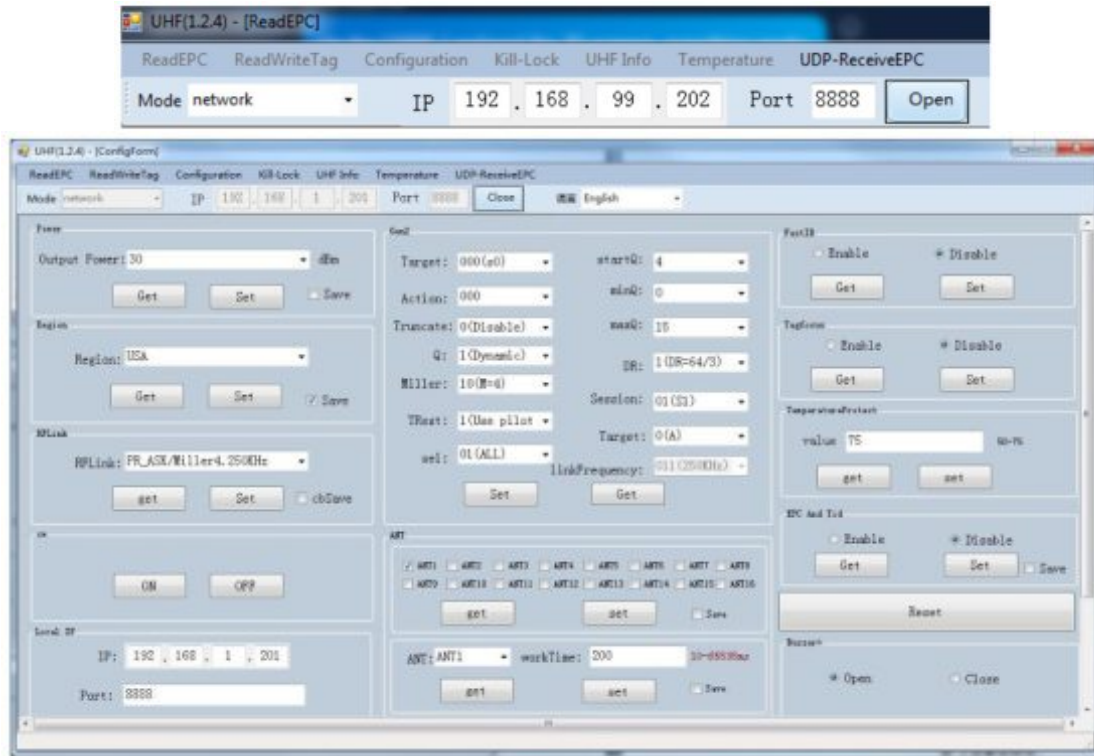 UHF(1.2.4) - [ReadEPC]
ReadEPC ReadWriteTag Configuration Kill-Lock UHF Info Temperature UDP-ReceiveEPC
Mode network IP 192 . 168 . 99 . 202 Port 8888 Open
UHF(1.2.4) - [ConfigForm]
ReadEPC ReadWriteTag Configuration Kill-Lock UHF Info Temperature UDP-ReceiveEPC
Mode network IP 192 . 168 . 1 . 201 Port 8888 Close 语言 English
Power
Output Power: 30 dBm
Get Set Save
Region
Region: USA
Get Set Save
RFLink
RFLink: PR_ASK/Miller4.250KHz
get Set cbSave
CW
ON OFF
Local IP
IP: 192 . 168 . 1 . 201
Port: 8888
Gen2
Target: 000(s0) startQ: 4
Action: 000 minQ: 0
Truncate: 0(Disable) maxQ: 15
Q: 1(Dynamic) DR: 1(DR=64/3)
Miller: 10(M=4) Session: 01(S1)
TRext: 1(Use pilot Target: 0(A)
sel: 01(ALL) linkFrequency: 011(250KHz)
Set Get
ANT
ANT1 ANT2 ANT3 ANT4 ANT5 ANT6 ANT7 ANT8
ANT9 ANT10 ANT11 ANT12 ANT13 ANT14 ANT15 ANT16
get set Save
ANT: ANT1 workTime: 200 10-65535ms
get set Save
FastID
Enable Disable
Get Set
Tagfocus
Enable Disable
Get Set
TemperatureProtect
value 75 50-75
get set
EPC And Tid
Enable Disable
Get Set Save
Reset
Open Close